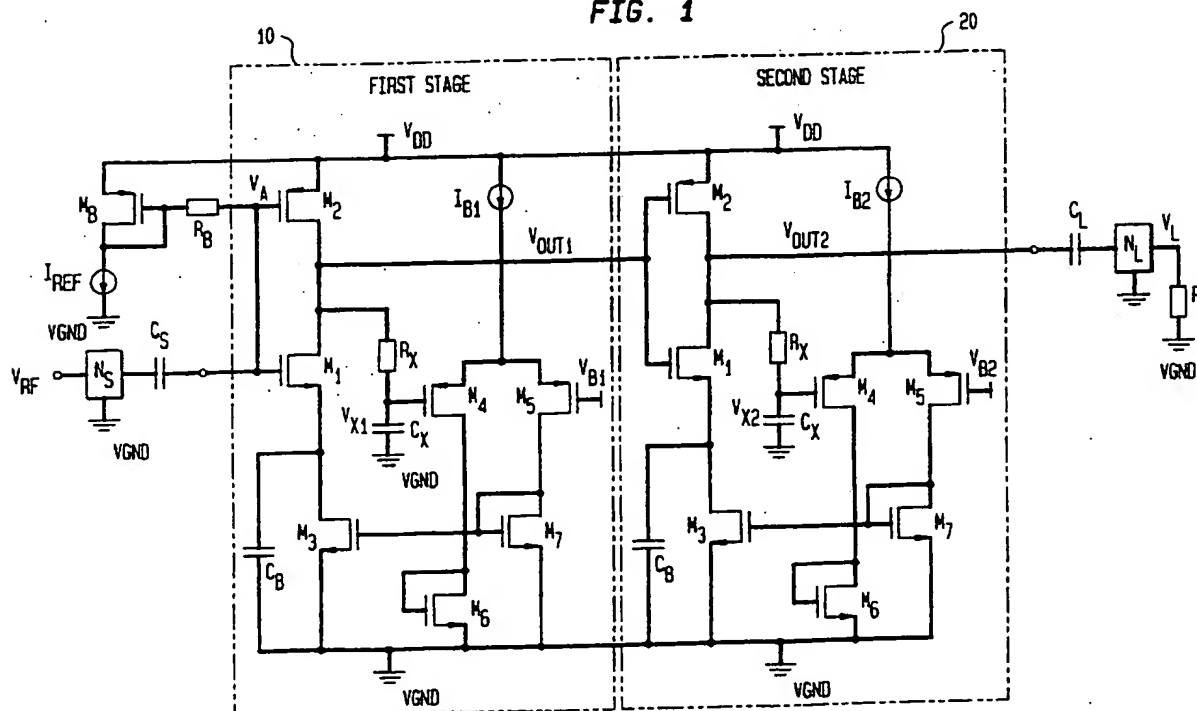 FIG. 1
10
20
FIRST STAGE
SECOND STAGE
V_DD
V_DD
M_8
V_A
M_2
I_B1
M_2
I_B2
R_B
V_OUT1
V_OUT2
C_L
N_L
V_L
I_REF
R
VGND
C_S
VGND
V_RF
N_S
M_1
R_X
M_4
M_5
V_B1
M_1
R_X
M_4
M_5
V_B2
V_X1
C_X
V_X2
C_X
VGND
VGND
M_3
M_7
M_3
M_7
C_B
M_6
C_B
M_6
VGND
VGND